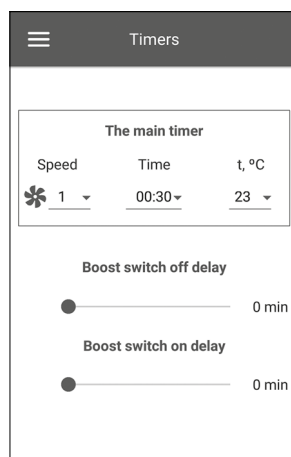 Timers
The main timer
Speed Time t, ºC
1 00:30 23
Boost switch off delay
0 min
Boost switch on delay
0 min